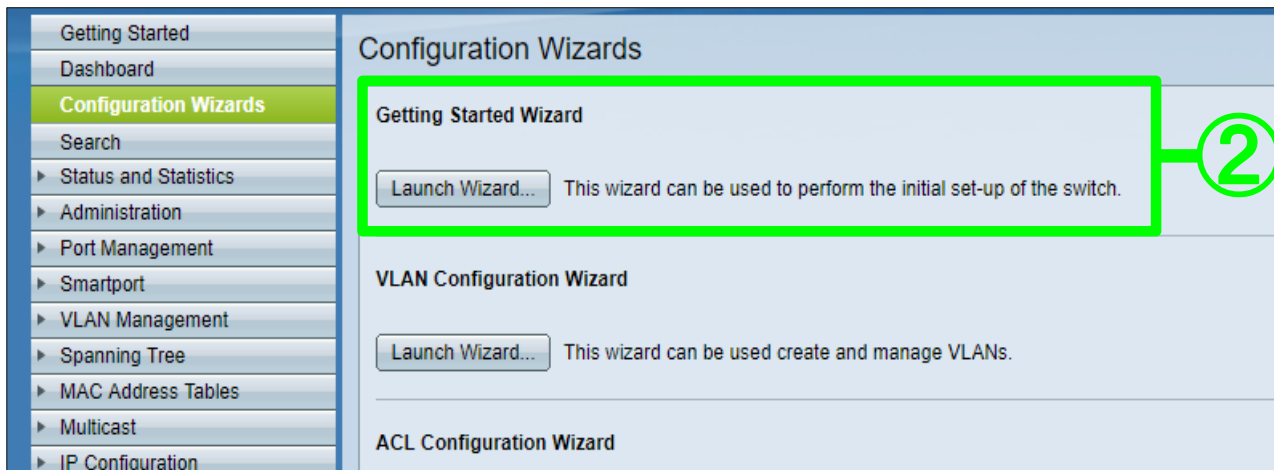 Getting Started
Dashboard
Configuration Wizards
Search
Status and Statistics
Administration
Port Management
Smartport
VLAN Management
Spanning Tree
MAC Address Tables
Multicast
IP Configuration
Configuration Wizards
Getting Started Wizard
Launch Wizard... This wizard can be used to perform the initial set-up of the switch.
②
VLAN Configuration Wizard
Launch Wizard... This wizard can be used create and manage VLANs.
ACL Configuration Wizard